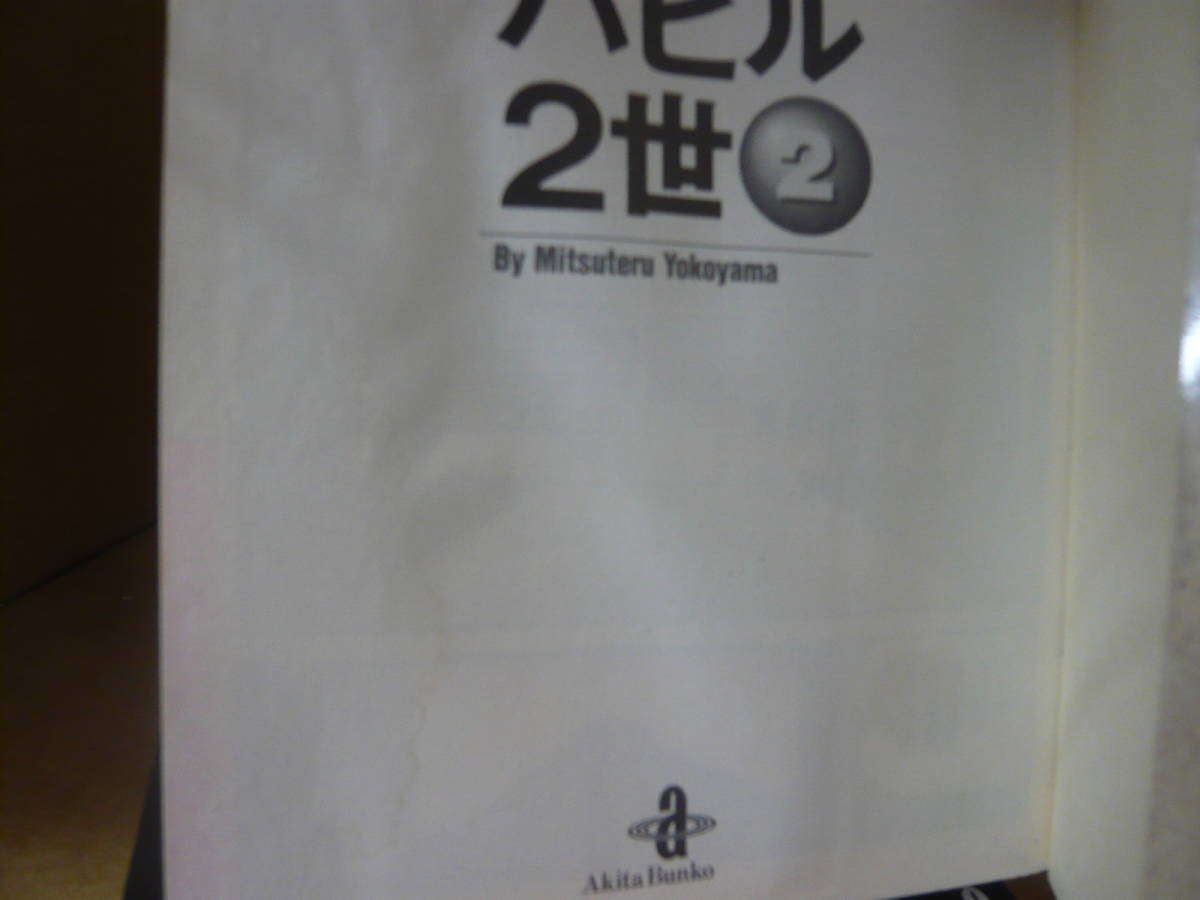 バビル
2世 2
By Mitsuteru Yokoyama
a
Akita Bunko